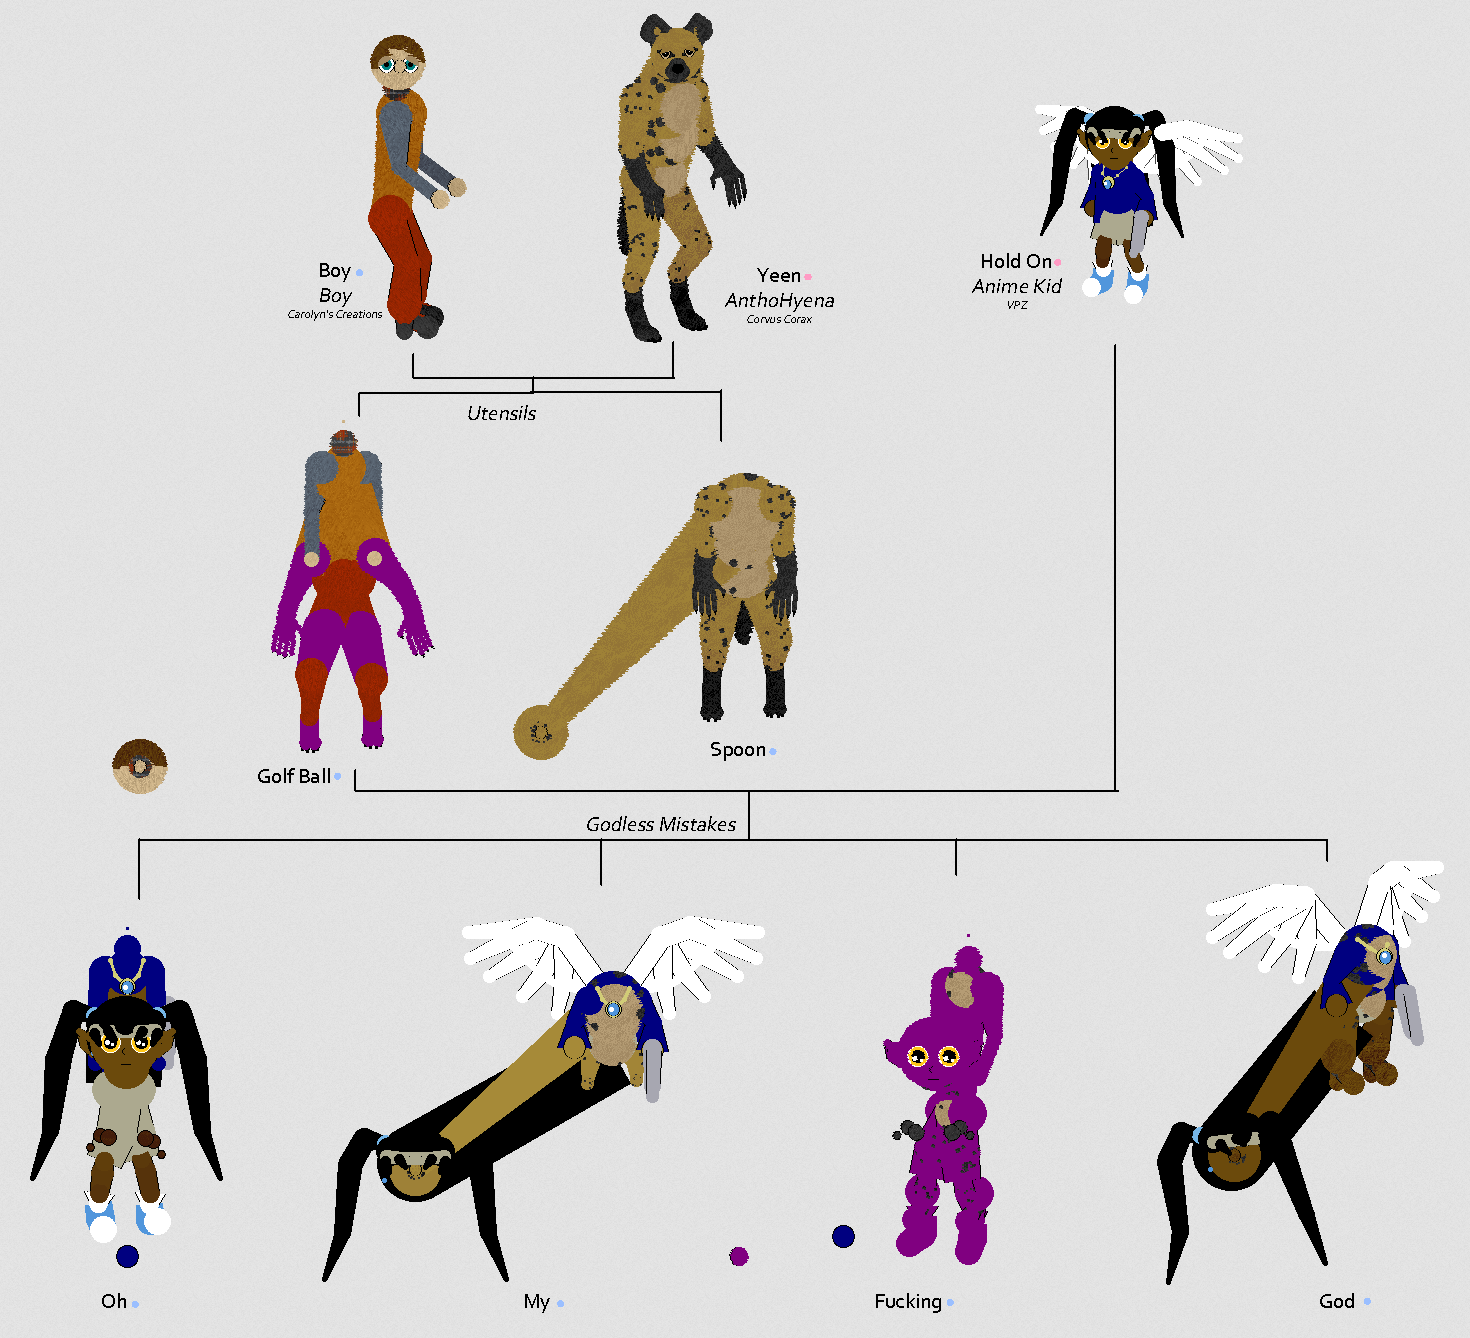 Boy
Boy
Carolyn's Creations
Yeen
AnthoHyena
Corvus Corax
Hold On
Anime Kid
VPZ
Utensils
Spoon
Golf Ball
Godless Mistakes
Oh
My
Fucking
God